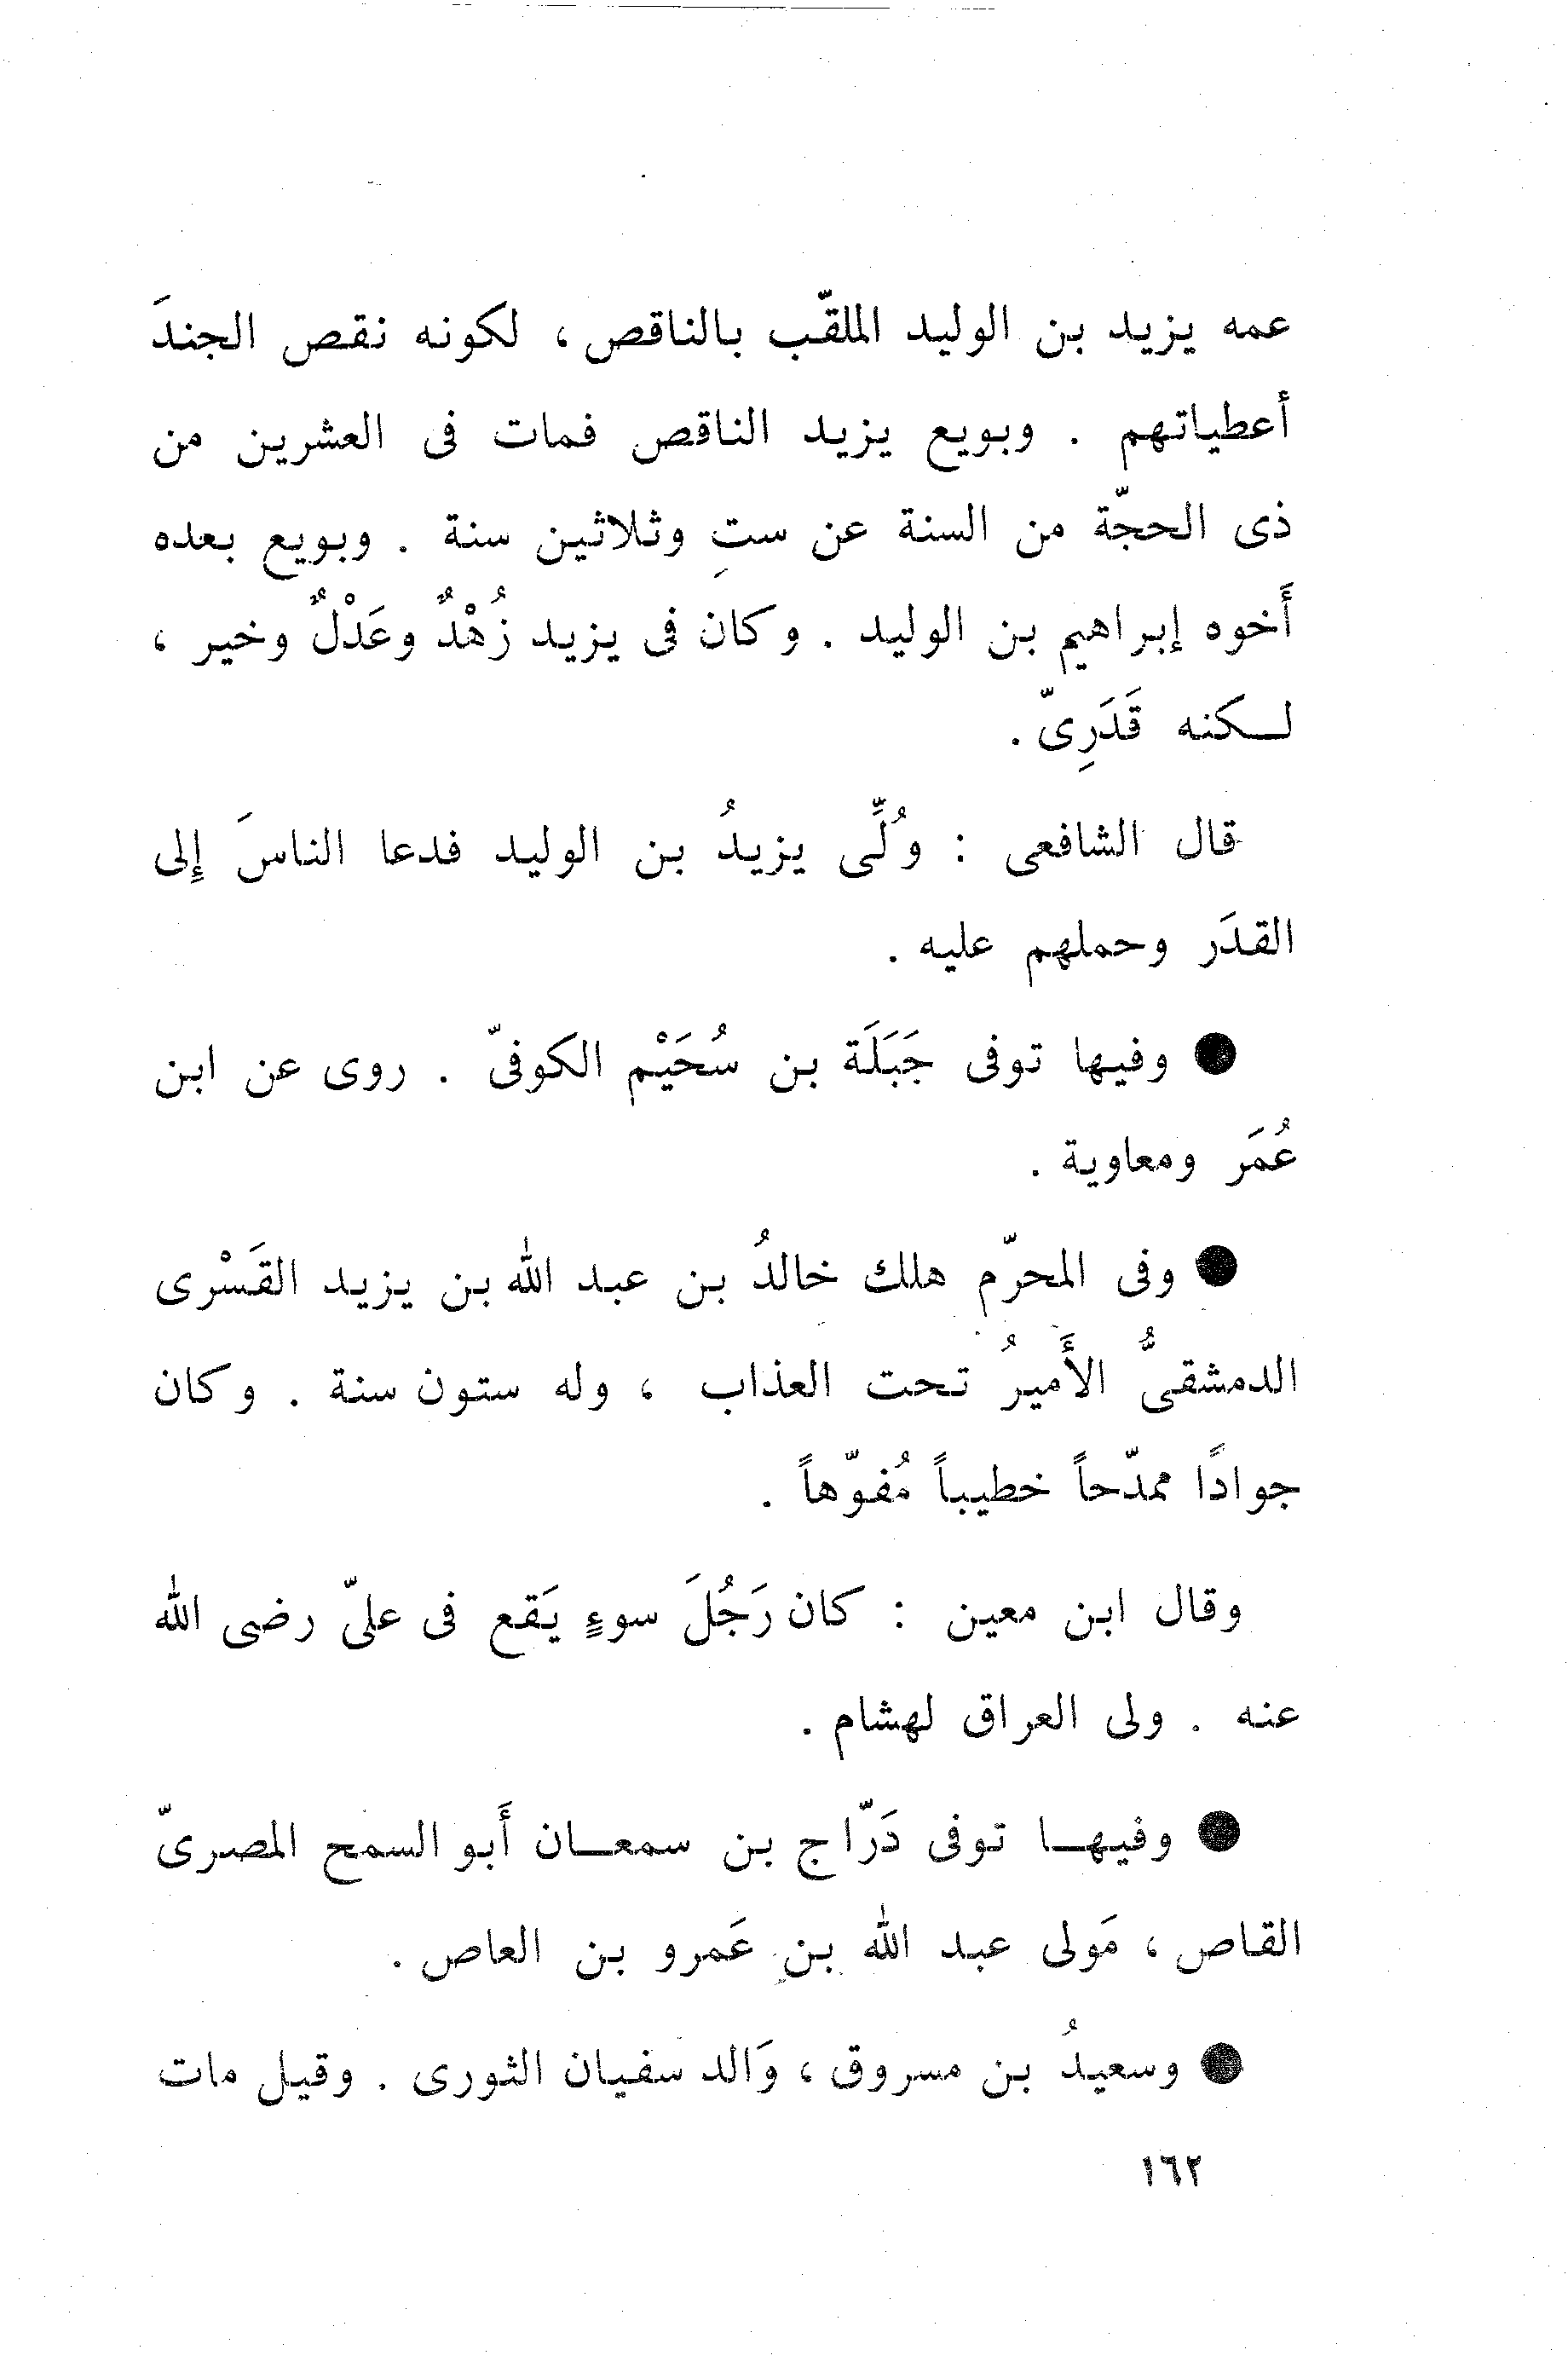 عمه يزيد بن الوليد الملقّب بالناقص ، لكونه نقص الجندَ
أعطياتهم . وبويع يزيد الناقص فمات فى العشرين من
ذى الحجّة من السنة عن ستٍ وثلاثين سنة . وبويع بعده
أَخوه إبراهيم بن الوليد . وكان فى يزيد زُهْدٌ وعَدْلٌ وخير ،
لـكنه قَدَرِىّ .
قال الشافعى : وُلِّى يزيدُ بن الوليد فدعا الناسَ إلى
القدَر وحملهم عليه .
● وفيها توفى جَبَلَة بن سُحَيْم الكوفىّ . روى عن ابن
عُمَر ومعاوية .
● وفى المحرّم هلك خالدُ بن عبد الله بن يزيد القَسْرى
الدمشقىُّ الأَميرُ تحت العذاب ، وله ستون سنة . وكان
جوادًا ممدّحاً خطيباً مُفوّهاً .
وقال ابن معين : كان رَجُلَ سوءٍ يَقع فى علىّ رضى الله
عنه . ولى العراق لهشام .
● وفيهـا توفى دَرّاج بن سمعـان أَبو السمح المصرىّ
القاص ، مَولى عبد الله بن عَمرو بن العاص .
● وسعيدُ بن مسروق ، وَالد سفيان الثورى . وقيل مات
١٦٢